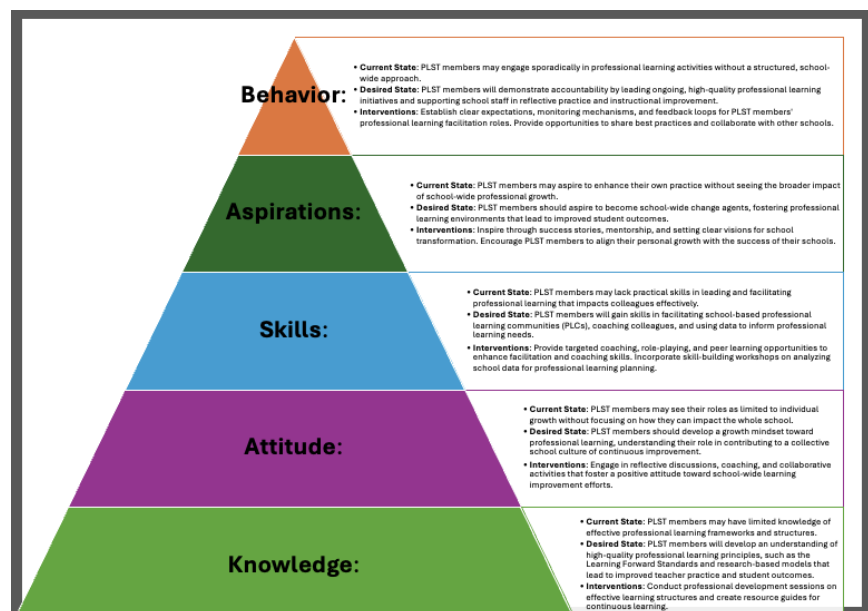 Behavior:
• Current State: PLST members may engage sporadically in professional learning activities without a structured, school-
wide approach.
• Desired State: PLST members will demonstrate accountability by leading ongoing, high-quality professional learning
initiatives and supporting school staff in reflective practice and instructional improvement.
• Interventions: Establish clear expectations, monitoring mechanisms, and feedback loops for PLST members'
professional learning facilitation roles. Provide opportunities to share best practices and collaborate with other schools.
Aspirations:
• Current State: PLST members may aspire to enhance their own practice without seeing the broader impact
of school-wide professional growth.
• Desired State: PLST members should aspire to become school-wide change agents, fostering professional
learning environments that lead to improved student outcomes.
• Interventions: Inspire through success stories, mentorship, and setting clear visions for school
transformation. Encourage PLST members to align their personal growth with the success of their schools.
Skills:
• Current State: PLST members may lack practical skills in leading and facilitating
professional learning that impacts colleagues effectively.
• Desired State: PLST members will gain skills in facilitating school-based professional
learning communities (PLCs), coaching colleagues, and using data to inform professional
learning needs.
• Interventions: Provide targeted coaching, role-playing, and peer learning opportunities to
enhance facilitation and coaching skills. Incorporate skill-building workshops on analyzing
school data for professional learning planning.
Attitude:
• Current State: PLST members may see their roles as limited to individual
growth without focusing on how they can impact the whole school.
• Desired State: PLST members should develop a growth mindset toward
professional learning, understanding their role in contributing to a collective
school culture of continuous improvement.
• Interventions: Engage in reflective discussions, coaching, and collaborative
activities that foster a positive attitude toward school-wide learning
improvement efforts.
Knowledge:
• Current State: PLST members may have limited knowledge of
effective professional learning frameworks and structures.
• Desired State: PLST members will develop an understanding of
high-quality professional learning principles, such as the
Learning Forward Standards and research-based models that
lead to improved teacher practice and student outcomes.
• Interventions: Conduct professional development sessions on
effective learning structures and create resource guides for
continuous learning.